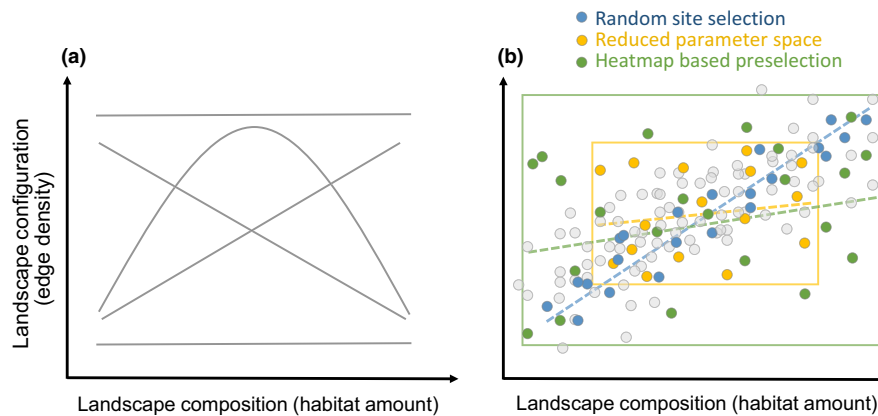 Random site selection
Reduced parameter space
Heatmap based preselection
(a)
(b)
Landscape configuration
(edge density)
Landscape composition (habitat amount)
Landscape composition (habitat amount)